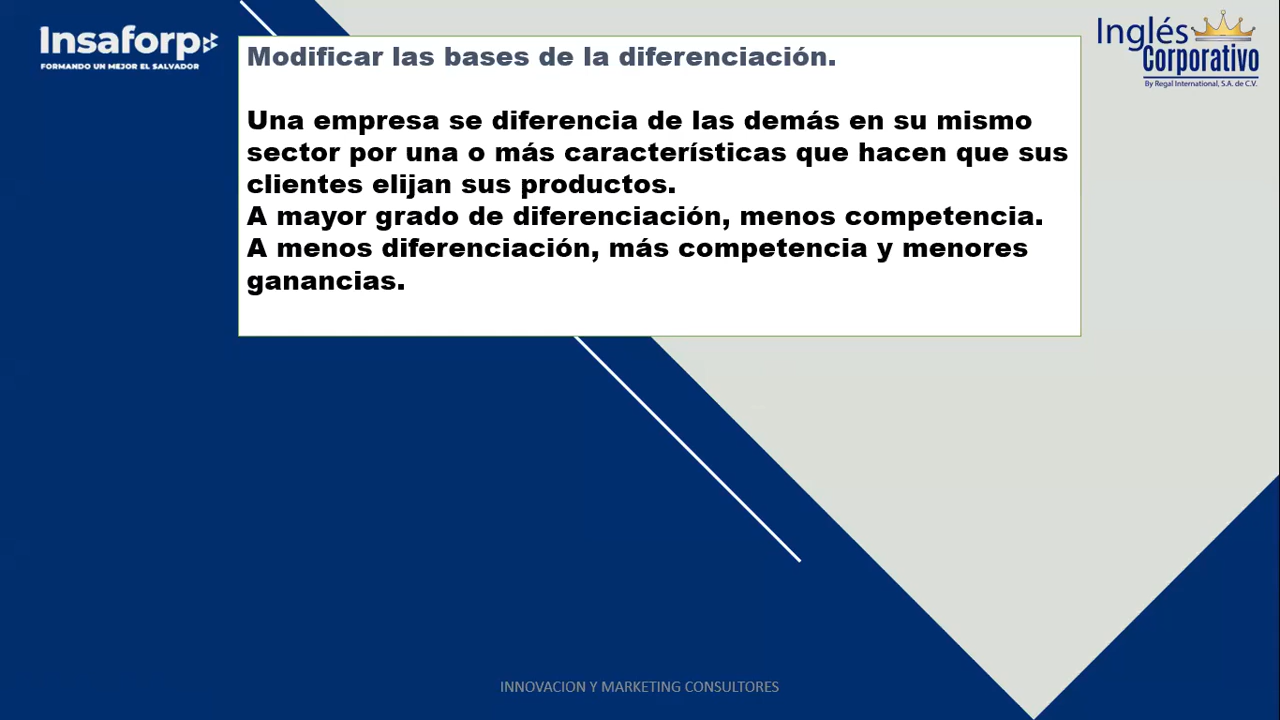 Insaforp
FORMANDO UN MEJOR EL SALVADOR
Inglés
Corporativo
By Regal International, S.A. de C.V.
Modificar las bases de la diferenciación.
Una empresa se diferencia de las demás en su mismo
sector por una o más características que hacen que sus
clientes elijan sus productos.
A mayor grado de diferenciación, menos competencia.
A menos diferenciación, más competencia y menores
ganancias.
INNOVACION Y MARKETING CONSULTORES